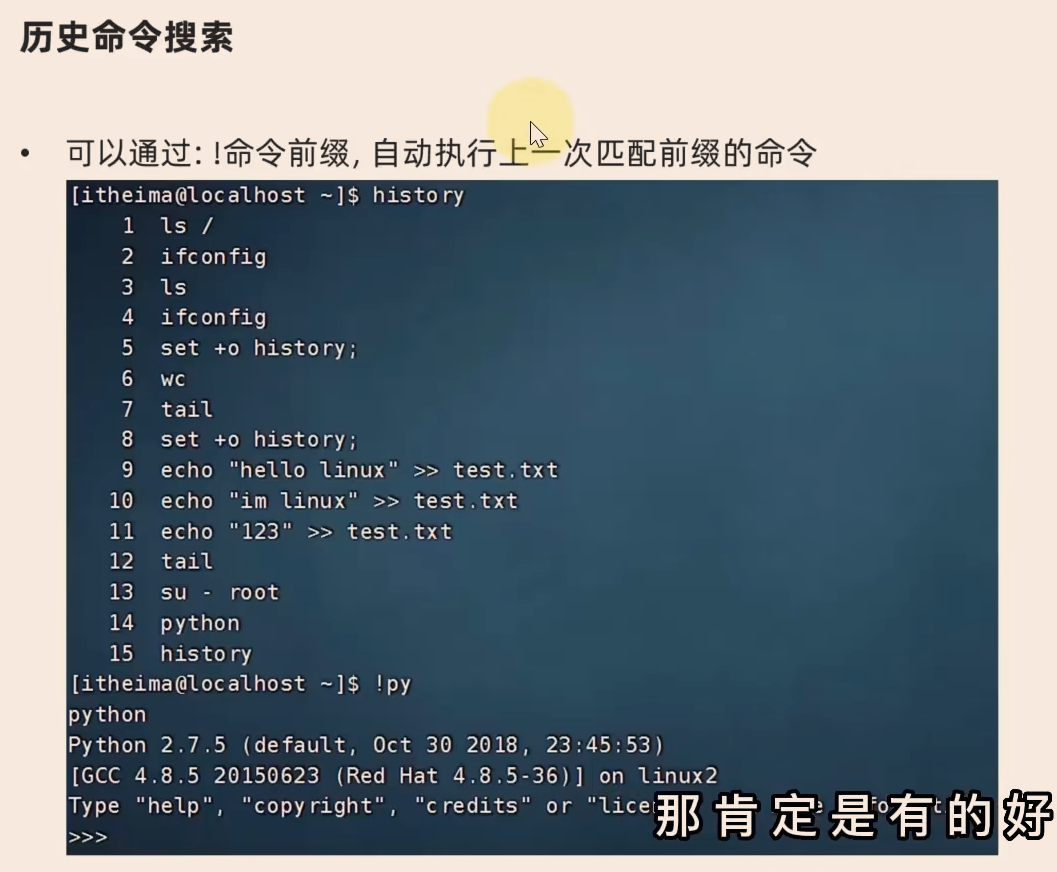 历史命令搜索
• 可以通过: !命令前缀, 自动执行上一次匹配前缀的命令
[itheima@localhost ~]$ history
1 ls /
2 ifconfig
3 ls
4 ifconfig
5 set +o history;
6 wc
7 tail
8 set +o history;
9 echo "hello linux" >> test.txt
10 echo "im linux" >> test.txt
11 echo "123" >> test.txt
12 tail
13 su - root
14 python
15 history
[itheima@localhost ~]$ !py
python
Python 2.7.5 (default, Oct 30 2018, 23:45:53)
[GCC 4.8.5 20150623 (Red Hat 4.8.5-36)] on linux2
Type "help", "copyright", "credits" or
>>>
那肯定是有的好